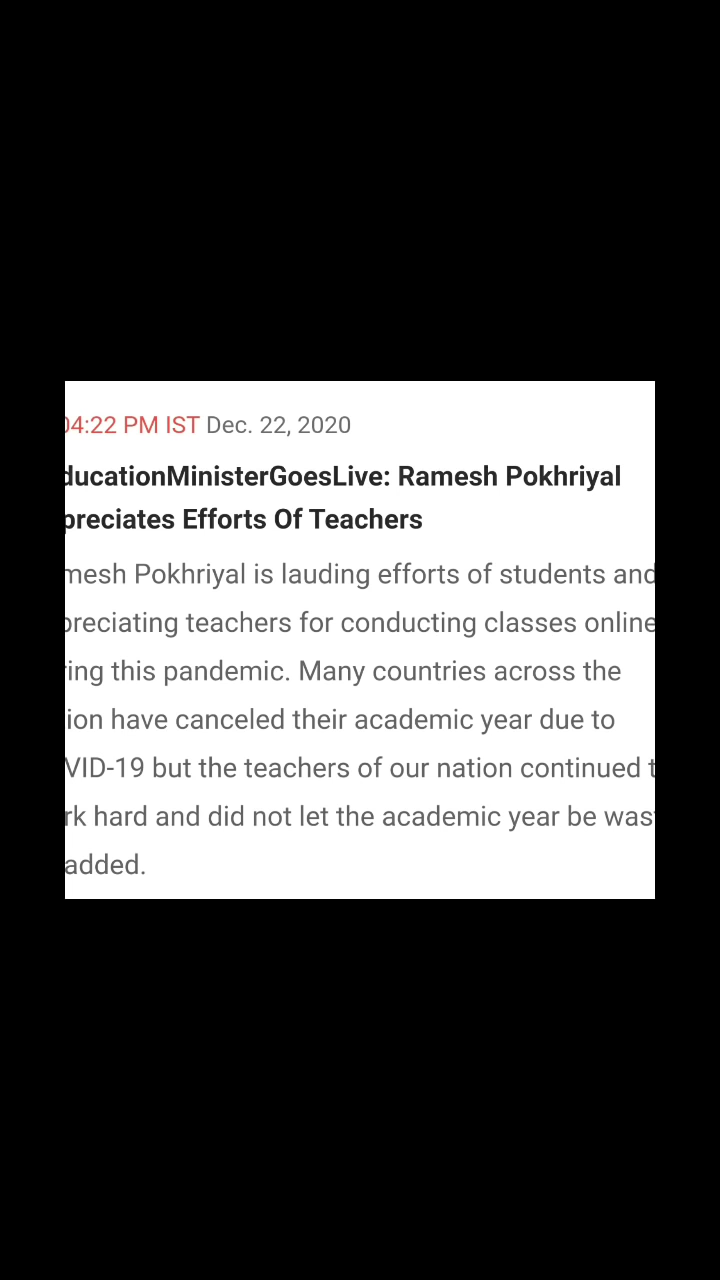 04:22 PM IST Dec. 22, 2020
ducationMinisterGoesLive: Ramesh Pokhriyal
preciates Efforts Of Teachers
mesh Pokhriyal is lauding efforts of students and
preciating teachers for conducting classes online
ring this pandemic. Many countries across the
ion have canceled their academic year due to
VID-19 but the teachers of our nation continued t
rk hard and did not let the academic year be was
added.